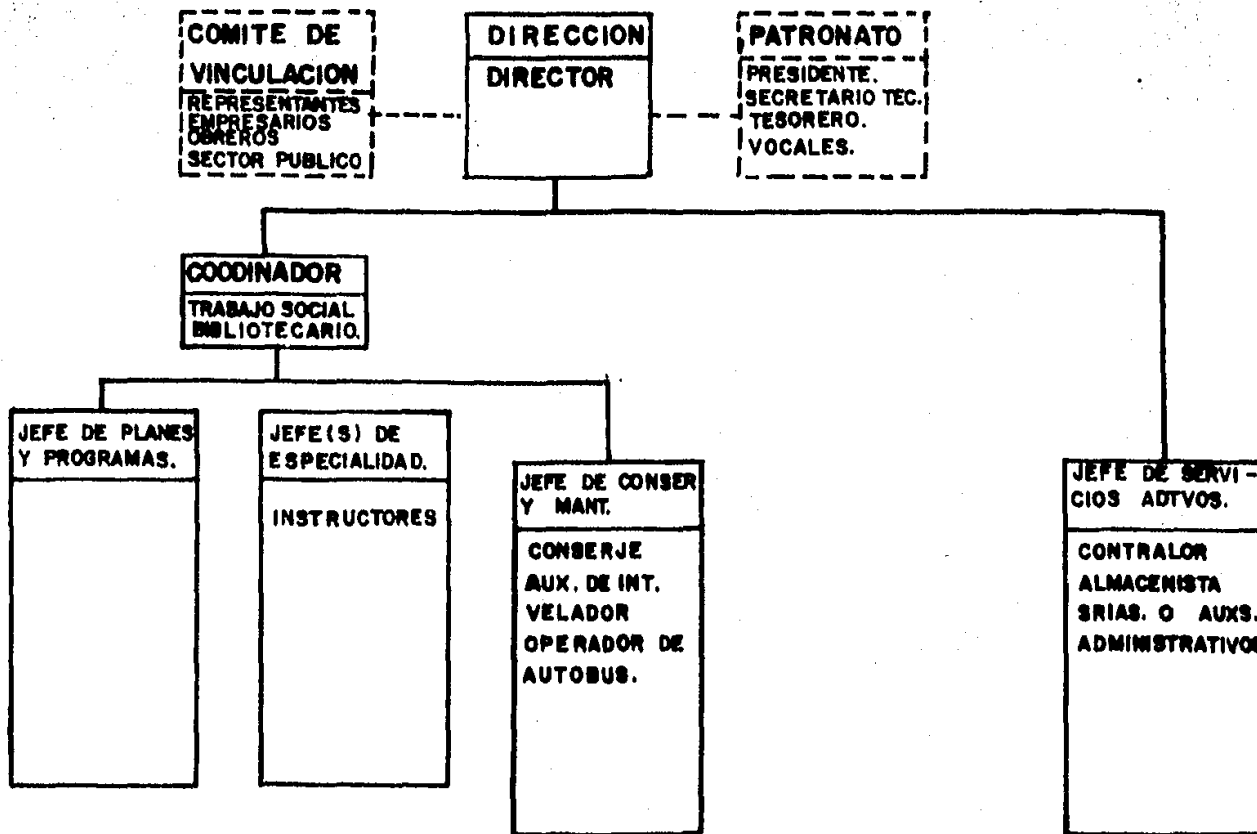 COMITE DE
VINCULACION
REPRESENTANTES
EMPRESARIOS
OBREROS
SECTOR PUBLICO
DIRECCION
DIRECTOR
PATRONATO
PRESIDENTE.
SECRETARIO TEC.
TESORERO.
VOCALES.
COODINADOR
TRABAJO SOCIAL
BIBLIOTECARIO.
JEFE DE PLANES
Y PROGRAMAS.
JEFE(S) DE
ESPECIALIDAD.
INSTRUCTORES
JEFE DE CONSER
Y MANT.
CONSERJE
AUX. DE INT.
VELADOR
OPERADOR DE
AUTOBUS.
JEFE DE SERVI-
CIOS ADTVOS.
CONTRALOR
ALMACENISTA
SRIAS. O AUXS.
ADMINISTRATIVOS